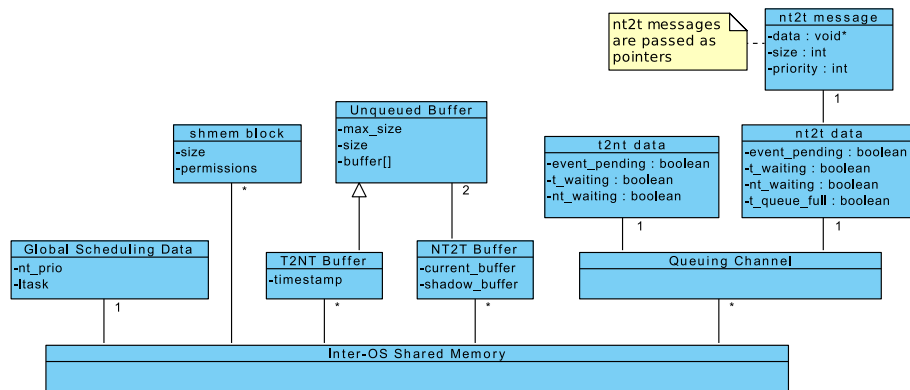 nt2t messages
are passed as
pointers
nt2t message
-data : void*
-size : int
-priority : int
1
Unqueued Buffer
-max_size
-size
-buffer[]
2
shmem block
-size
-permissions
*
t2nt data
-event_pending : boolean
-t_waiting : boolean
-nt_waiting : boolean
1
nt2t data
-event_pending : boolean
-t_waiting : boolean
-nt_waiting : boolean
-t_queue_full : boolean
1
Global Scheduling Data
-nt_prio
-ltask
1
T2NT Buffer
-timestamp
*
NT2T Buffer
-current_buffer
-shadow_buffer
*
Queuing Channel
*
Inter-OS Shared Memory